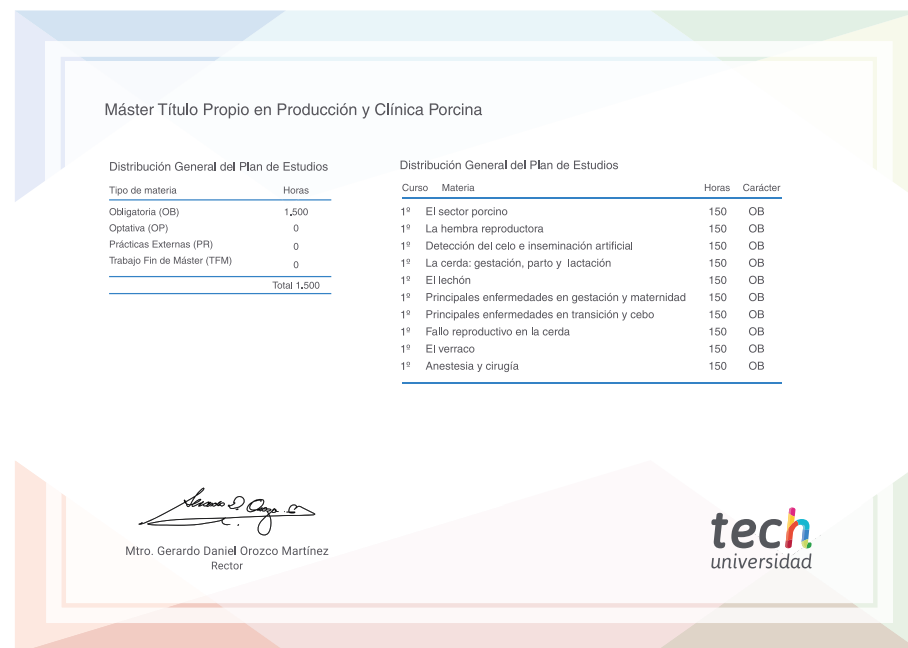 Máster Título Propio en Producción y Clínica Porcina
Distribución General del Plan de Estudios
Tipo de materia Horas
Obligatoria (OB) 1.500
Optativa (OP) 0
Prácticas Externas (PR) 0
Trabajo Fin de Máster (TFM) 0
Total 1.500
Distribución General del Plan de Estudios
Curso Materia Horas Carácter
1º El sector porcino 150 OB
1º La hembra reproductora 150 OB
1º Detección del celo e inseminación artificial 150 OB
1º La cerda: gestación, parto y lactación 150 OB
1º El lechón 150 OB
1º Principales enfermedades en gestación y maternidad 150 OB
1º Principales enfermedades en transición y cebo 150 OB
1º Fallo reproductivo en la cerda 150 OB
1º El verraco 150 OB
1º Anestesia y cirugía 150 OB
Mtro. Gerardo Daniel Orozco Martínez
Rector
tech
universidad